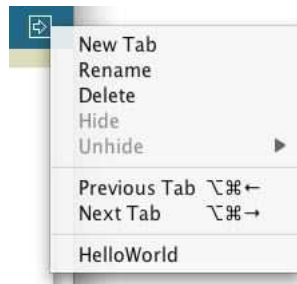 New Tab
Rename
Delete
Hide
Unhide
Previous Tab ⌥⌘←
Next Tab ⌥⌘→
HelloWorld